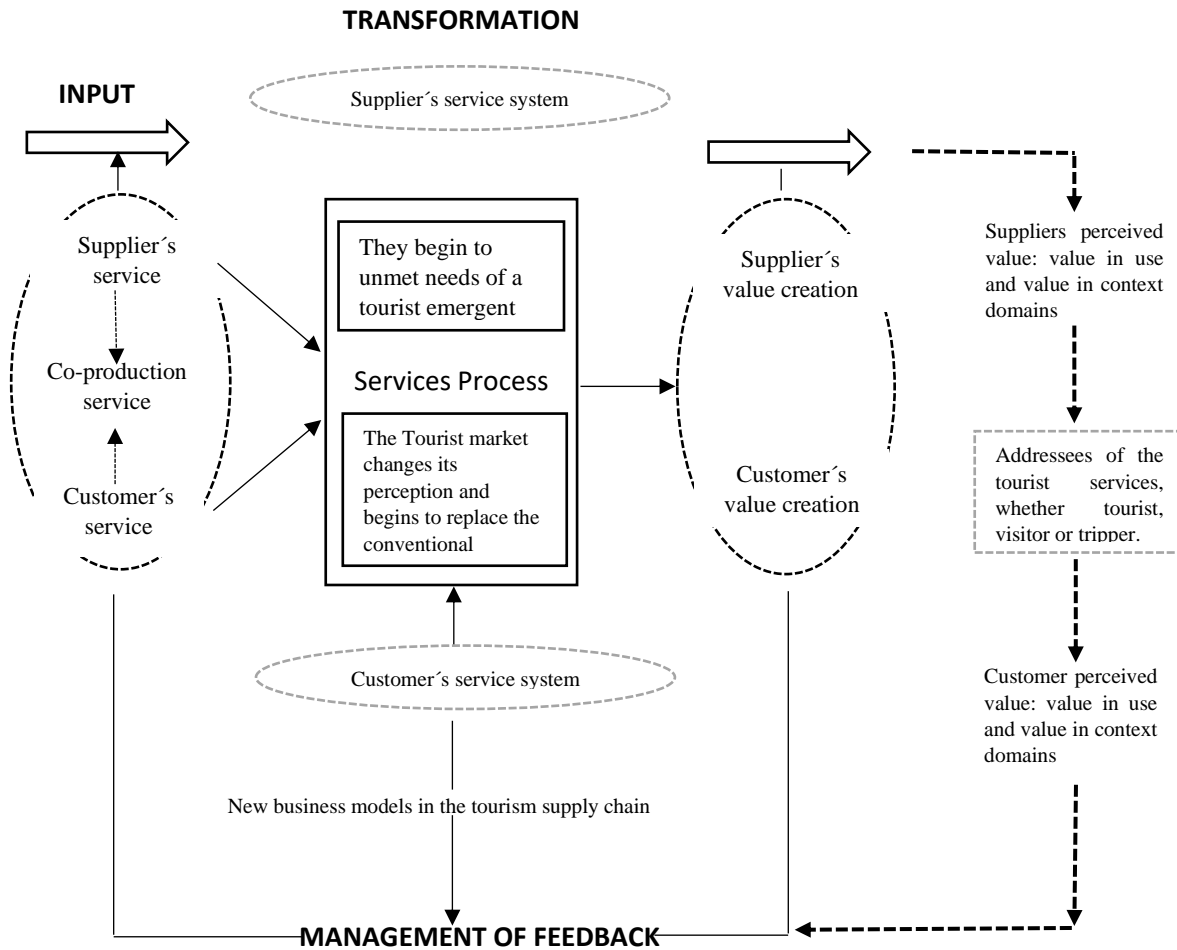 TRANSFORMATION
INPUT
Supplier´s service system
Supplier´s
service
Co-production
service
Customer´s
service
They begin to
unmet needs of a
tourist emergent
Services Process
The Tourist market
changes its
perception and
begins to replace the
conventional
Supplier´s
value creation
Customer´s
value creation
Suppliers perceived
value: value in use
and value in context
domains
Addressees of the
tourist services,
whether tourist,
visitor or tripper.
Customer perceived
value: value in use
and value in context
domains
Customer´s service system
New business models in the tourism supply chain
MANAGEMENT OF FEEDBACK